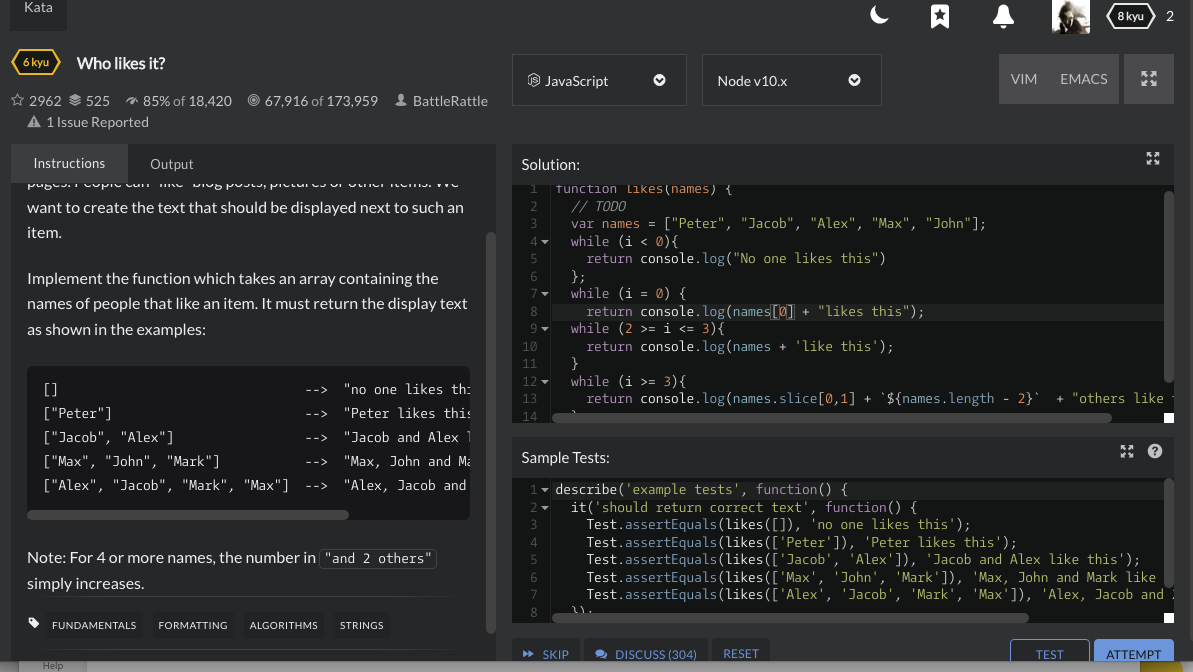 Kata
8 kyu 2
6 kyu Who likes it?
2962 525 85% of 18,420 67,916 of 173,959 BattleRattle
1 Issue Reported
JavaScript
Node v10.x
VIM EMACS
Instructions Output
pages. People can "like" blog posts, pictures or other items. We
want to create the text that should be displayed next to such an
item.
Implement the function which takes an array containing the
names of people that like an item. It must return the display text
as shown in the examples:
[] --> "no one likes thi
["Peter"] --> "Peter likes this
["Jacob", "Alex"] --> "Jacob and Alex l
["Max", "John", "Mark"] --> "Max, John and Ma
["Alex", "Jacob", "Mark", "Max"] --> "Alex, Jacob and
Note: For 4 or more names, the number in "and 2 others"
simply increases.
FUNDAMENTALS FORMATTING ALGORITHMS STRINGS
Help
Solution:
1 function likes(names) {
2 // TODO
3 var names = ["Peter", "Jacob", "Alex", "Max", "John"];
4 while (i < 0){
5 return console.log("No one likes this")
6 };
7 while (i = 0) {
8 return console.log(names[0] + "likes this");
9 while (2 >= i <= 3){
10 return console.log(names + 'like this');
11 }
12 while (i >= 3){
13 return console.log(names.slice[0,1] + `${names.length - 2}` + "others like
14 }
Sample Tests:
1 describe('example tests', function() {
2 it('should return correct text', function() {
3 Test.assertEquals(likes([]), 'no one likes this');
4 Test.assertEquals(likes(['Peter']), 'Peter likes this');
5 Test.assertEquals(likes(['Jacob', 'Alex']), 'Jacob and Alex like this');
6 Test.assertEquals(likes(['Max', 'John', 'Mark']), 'Max, John and Mark like
7 Test.assertEquals(likes(['Alex', 'Jacob', 'Mark', 'Max']), 'Alex, Jacob and
8 });
SKIP DISCUSS (304) RESET TEST ATTEMPT